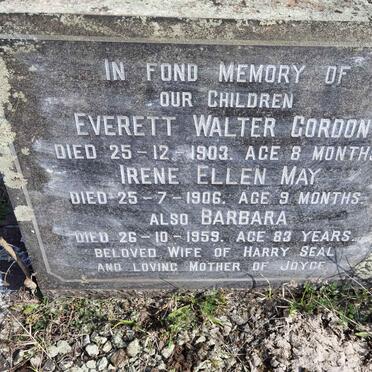 IN FOND MEMORY OF
OUR CHILDREN
EVERETT WALTER GORDON
DIED 25-12-1903. AGE 8 MONTHS.
IRENE ELLEN MAY
DIED 25-7-1906. AGE 9 MONTHS.
ALSO BARBARA
DIED 26-10-1959. AGE 83 YEARS.
BELOVED WIFE OF HARRY SEAL
AND LOVING MOTHER OF JOYCE